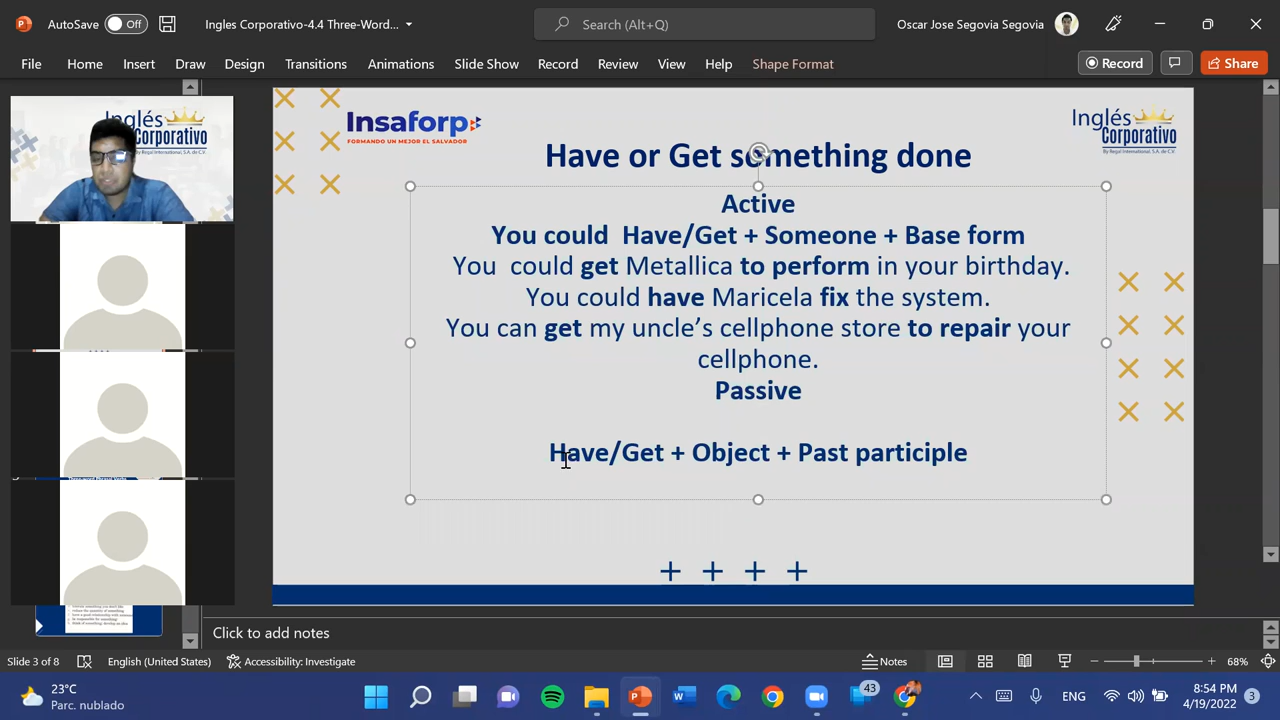 AutoSave Off Ingles Corporativo-4.4 Three-Word... Search (Alt+Q) Oscar Jose Segovia Segovia
File Home Insert Draw Design Transitions Animations Slide Show Record Review View Help Shape Format Record Share
Inglés
Corporativo
By Regal International, S.A. de C.V.
Insaforp
FORMANDO UN MEJOR EL SALVADOR
Inglés
Corporativo
By Regal International, S.A. de C.V.
Have or Get something done
Active
You could Have/Get + Someone + Base form
You could get Metallica to perform in your birthday.
You could have Maricela fix the system.
You can get my uncle's cellphone store to repair your
cellphone.
Passive
Have/Get + Object + Past participle
Click to add notes
Slide 3 of 8 English (United States) Accessibility: Investigate Notes 68%
23°C
Parc. nublado
43
ENG
8:54 PM
4/19/2022
3